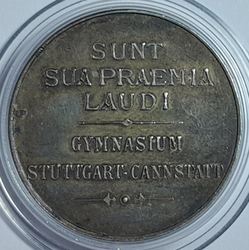 SUNT
SUA PRAEMIA
LAUDI
GYMNASIUM
STUTTGART-CANNSTATT